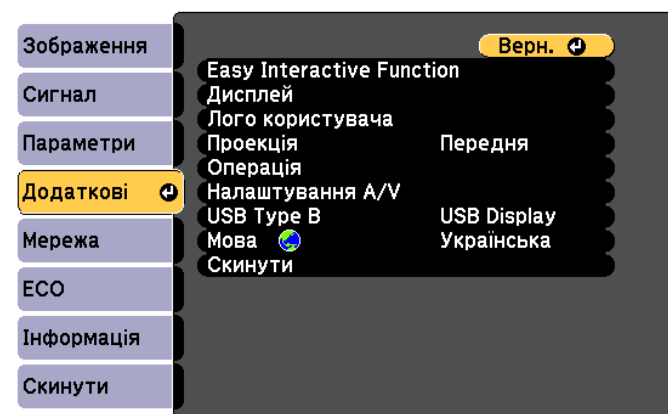 Зображення
Сигнал
Параметри
Додаткові
Мережа
ECO
Інформація
Скинути
Верн.
Easy Interactive Function
Дисплей
Лого користувача
Проекція Передня
Операція
Налаштування A/V
USB Type B USB Display
Мова Українська
Скинути